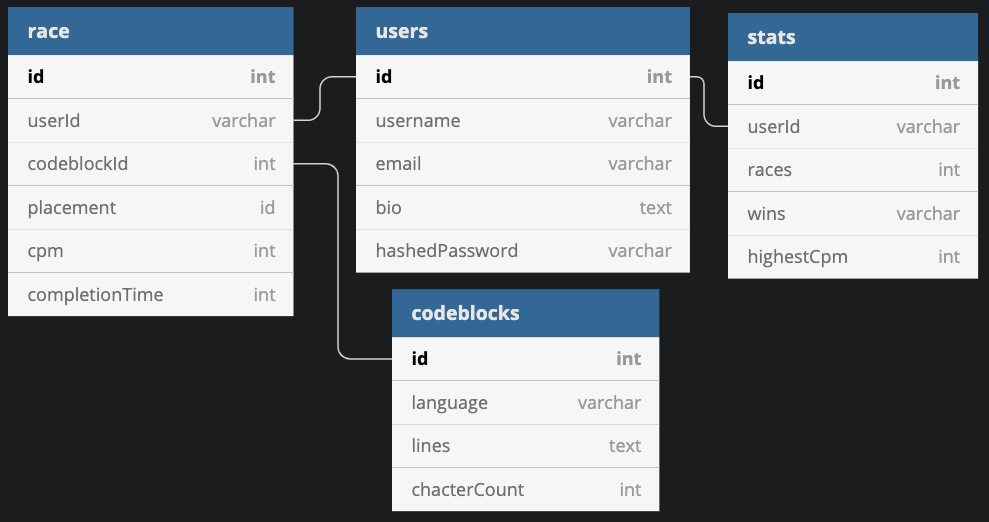 race
id int
userId varchar
codeblockId int
placement id
cpm int
completionTime int
users
id int
username varchar
email varchar
bio text
hashedPassword varchar
stats
id int
userId varchar
races int
wins varchar
highestCpm int
codeblocks
id int
language varchar
lines text
chacterCount int